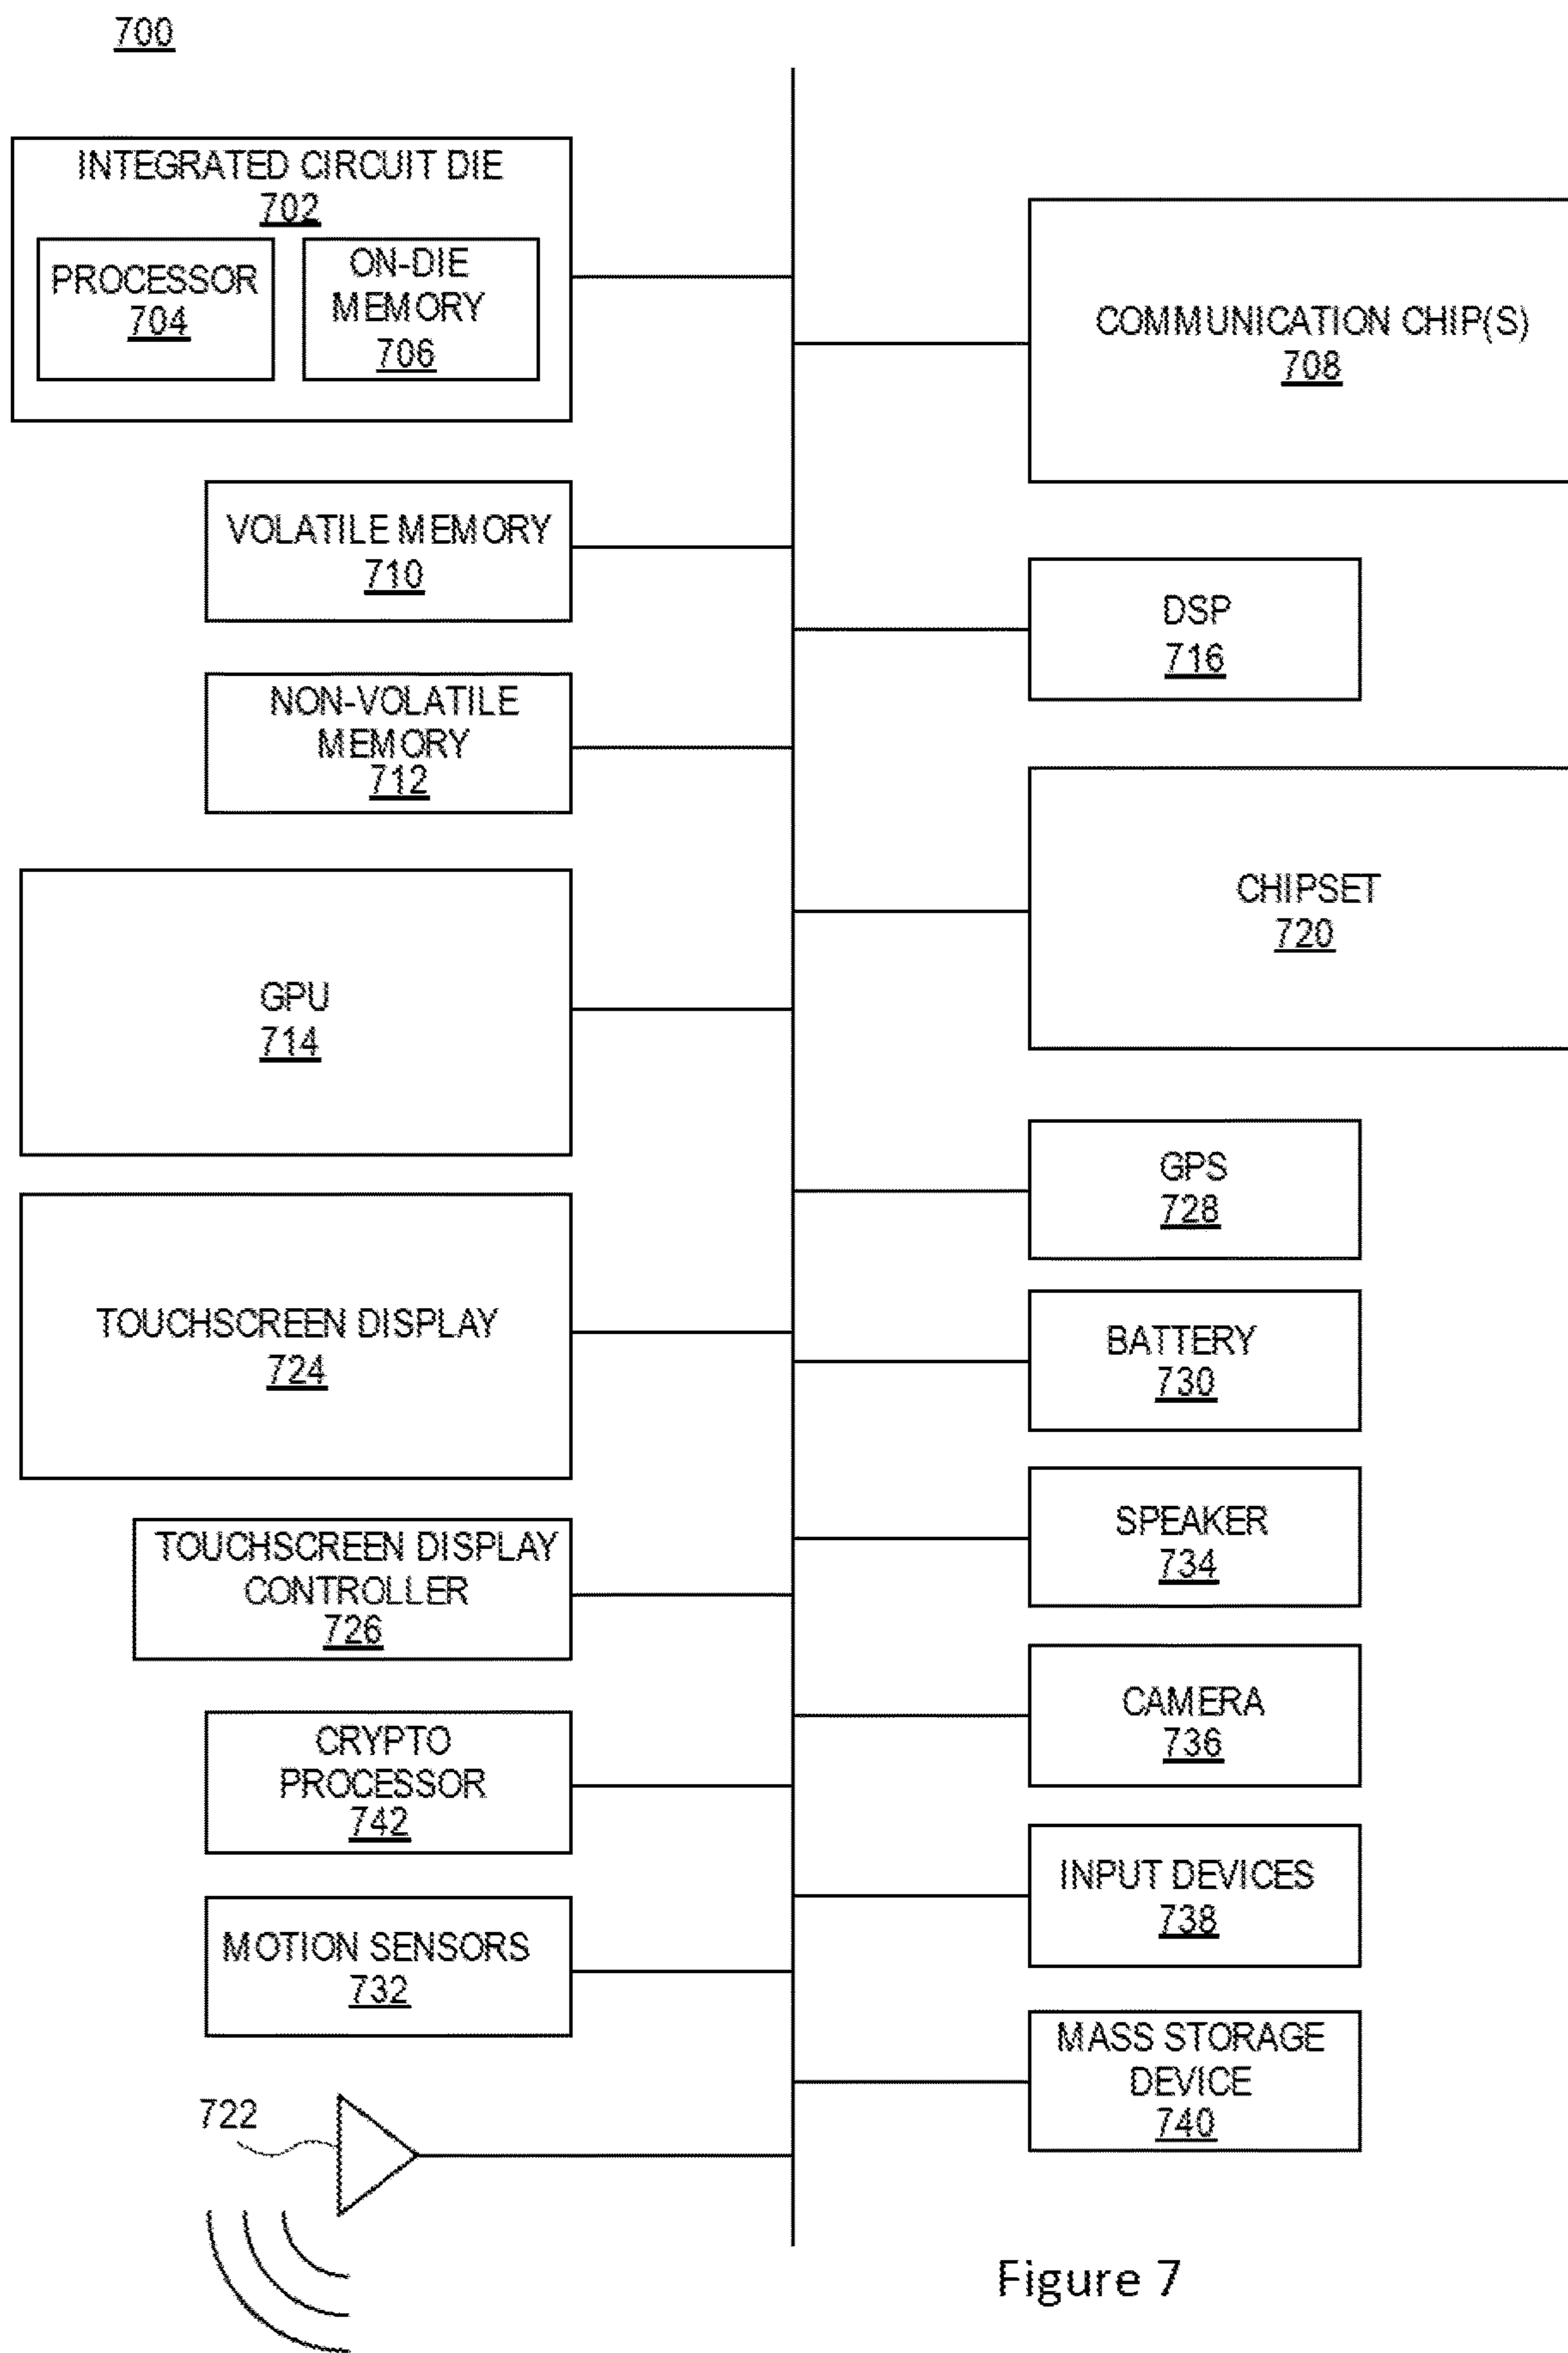 700
INTEGRATED CIRCUIT DIE
702
PROCESSOR
704
ON-DIE
MEMORY
706
COMMUNICATION CHIP(S)
708
VOLATILE MEMORY
710
DSP
716
NON-VOLATILE
MEMORY
712
CHIPSET
720
GPU
714
GPS
728
TOUCHSCREEN DISPLAY
724
BATTERY
730
SPEAKER
734
TOUCHSCREEN DISPLAY
CONTROLLER
726
CAMERA
736
CRYPTO
PROCESSOR
742
INPUT DEVICES
738
MOTION SENSORS
732
MASS STORAGE
DEVICE
740
722
Figure 7